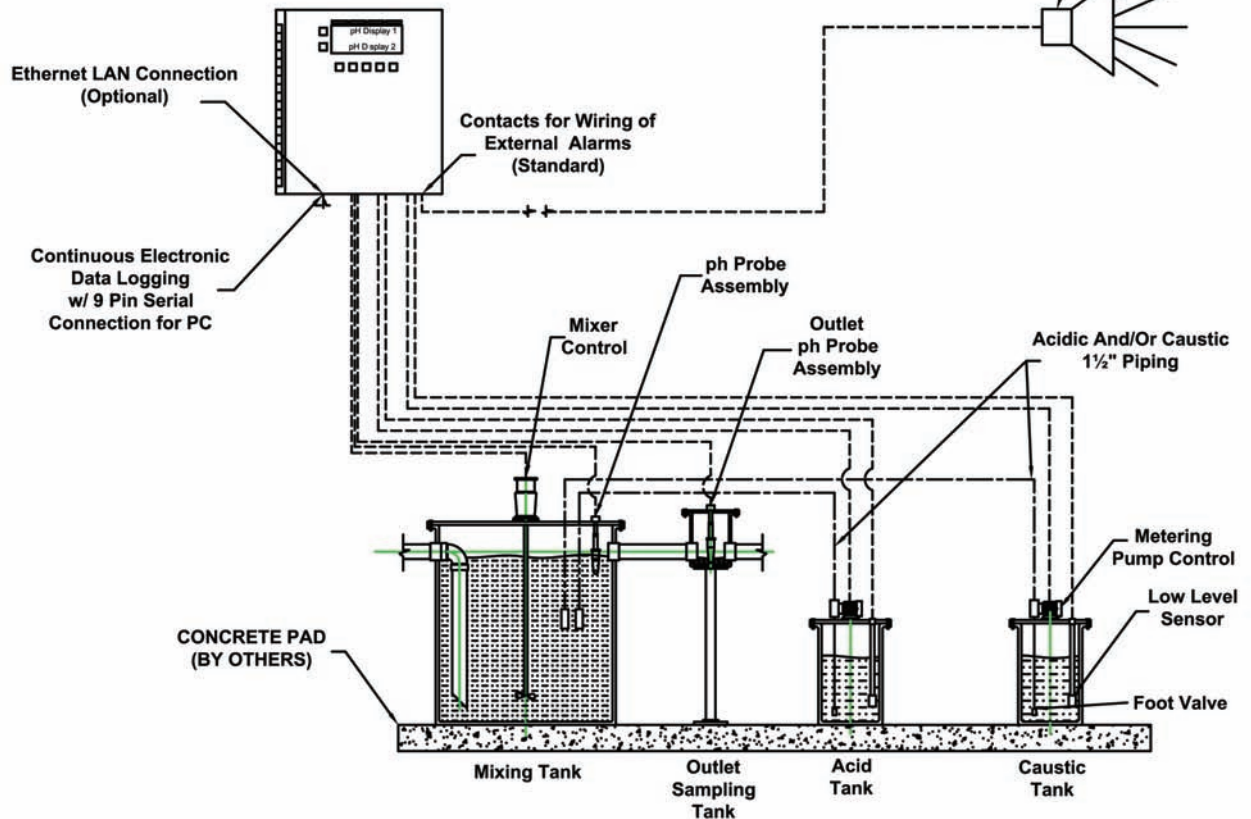 pH Display 1
pH D splay 2
Ethernet LAN Connection
(Optional)
Contacts for Wiring of
External Alarms
(Standard)
Continuous Electronic
Data Logging
w/ 9 Pin Serial
Connection for PC
ph Probe
Assembly
Mixer
Control
Outlet
ph Probe
Assembly
Acidic And/Or Caustic
1½" Piping
Metering
Pump Control
Low Level
Sensor
CONCRETE PAD
(BY OTHERS)
Foot Valve
Mixing Tank
Outlet
Sampling
Tank
Acid
Tank
Caustic
Tank